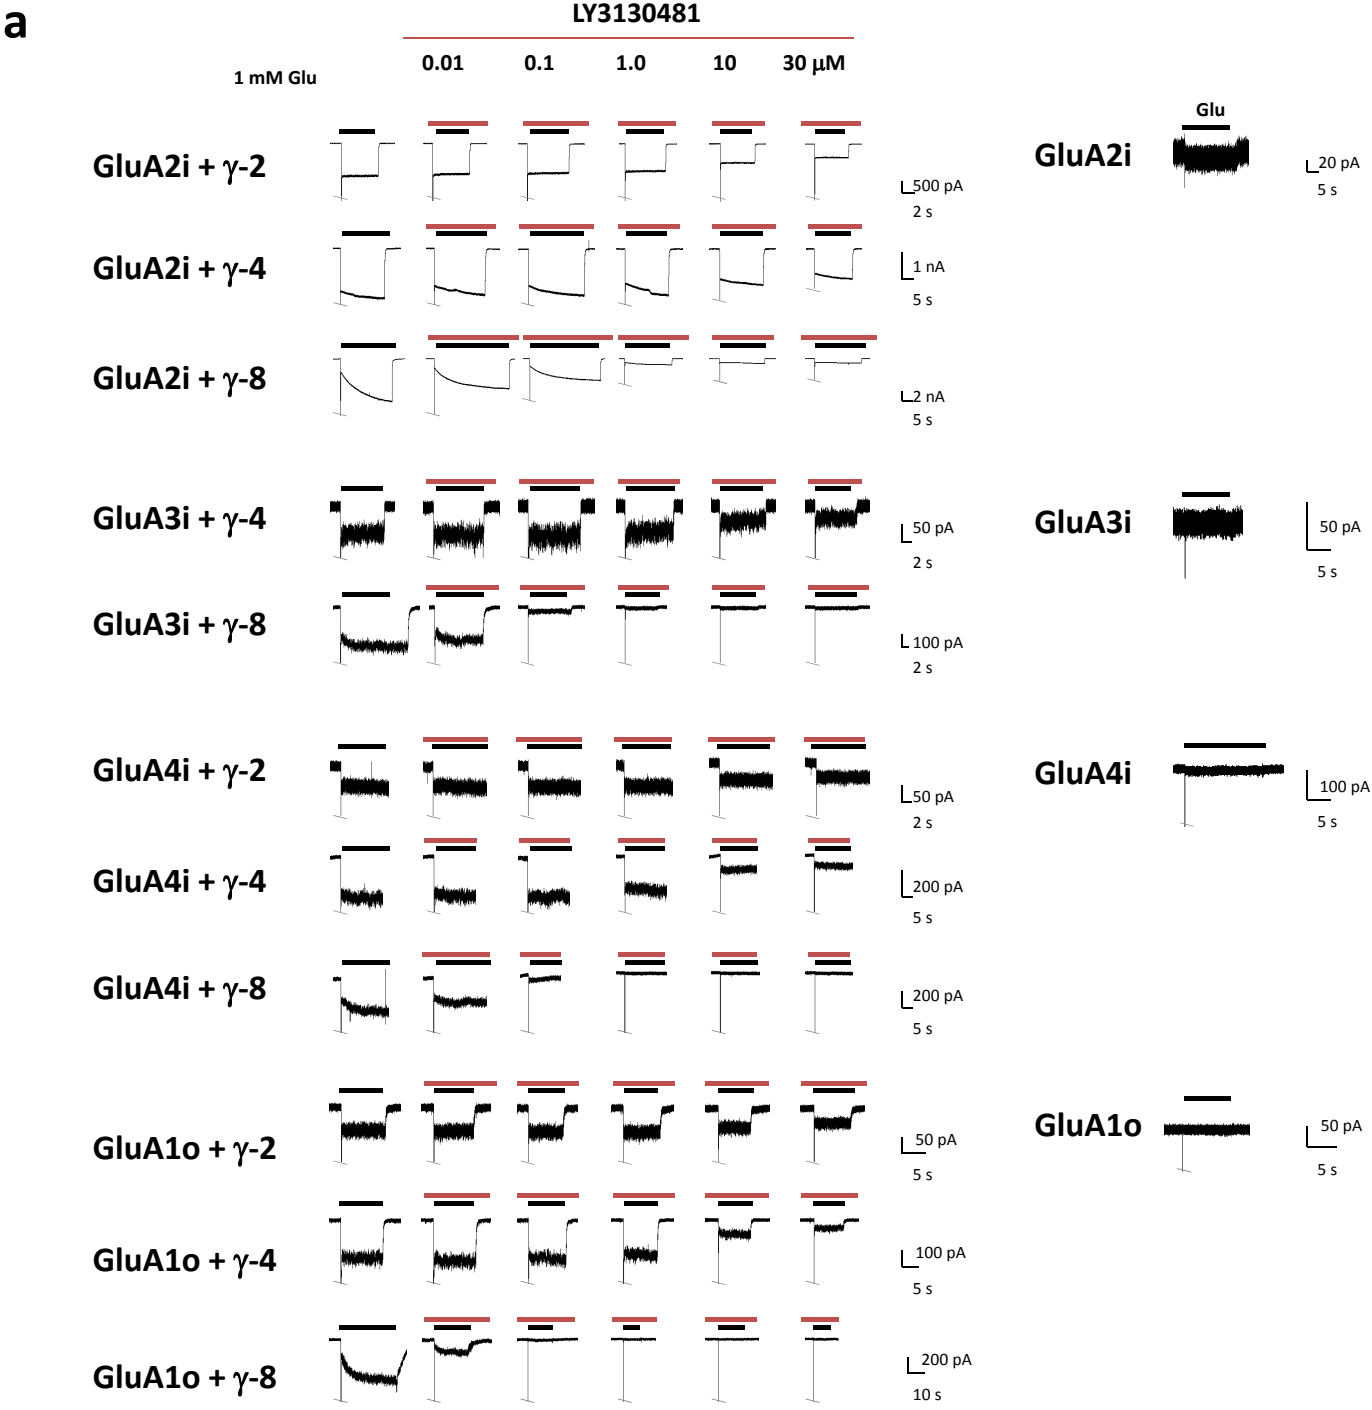 a
LY3130481
1 mM Glu 0.01 0.1 1.0 10 30 μM
GluA2i + γ-2
500 pA
2 s
GluA2i + γ-4
1 nA
5 s
GluA2i + γ-8
2 nA
5 s
GluA3i + γ-4
50 pA
2 s
GluA3i + γ-8
100 pA
2 s
GluA4i + γ-2
50 pA
2 s
GluA4i + γ-4
200 pA
5 s
GluA4i + γ-8
200 pA
5 s
GluA1o + γ-2
50 pA
5 s
GluA1o + γ-4
100 pA
5 s
GluA1o + γ-8
200 pA
10 s
Glu
GluA2i
20 pA
5 s
GluA3i
50 pA
5 s
GluA4i
100 pA
5 s
GluA1o
50 pA
5 s